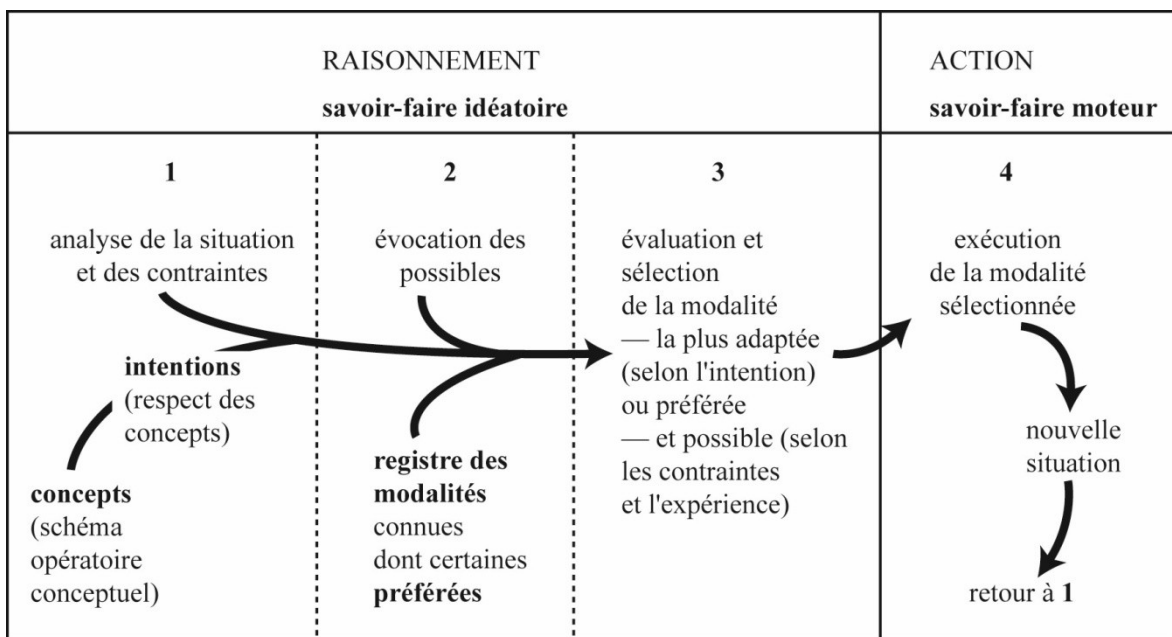 RAISONNEMENT
savoir-faire idéatoire
ACTION
savoir-faire moteur
1
analyse de la situation
et des contraintes
intentions
(respect des
concepts)
concepts
(schéma
opératoire
conceptuel)
2
évocation des
possibles
registre des
modalités
connues
dont certaines
préférées
3
évaluation et
sélection
de la modalité
— la plus adaptée
(selon l'intention)
ou préférée
— et possible (selon
les contraintes
et l'expérience)
4
exécution
de la modalité
sélectionnée
nouvelle
situation
retour à 1